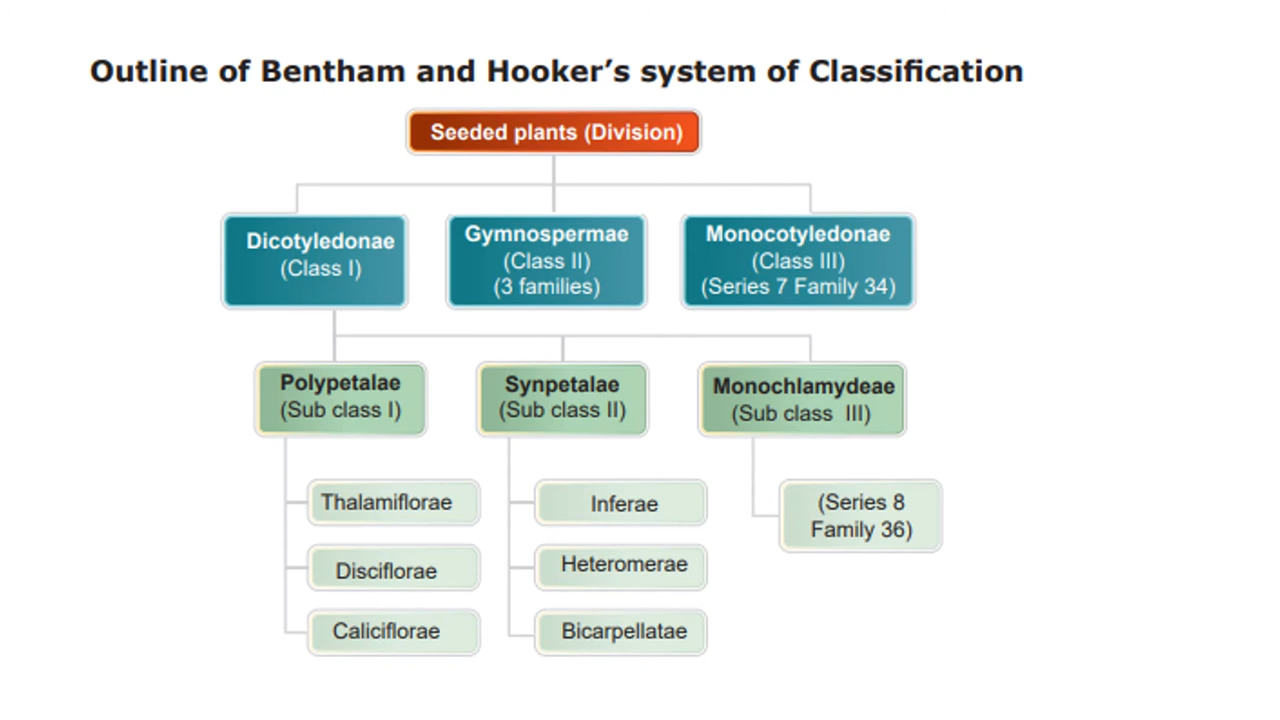 Outline of Bentham and Hooker's system of Classification
Seeded plants (Division)
Dicotyledonae
(Class I)
Gymnospermae
(Class II)
(3 families)
Monocotyledonae
(Class III)
(Series 7 Family 34)
Polypetalae
(Sub class I)
Synpetalae
(Sub class II)
Monochlamydeae
(Sub class III)
Thalamiflorae
Disciflorae
Caliciflorae
Inferae
Heteromerae
Bicarpellatae
(Series 8
Family 36)